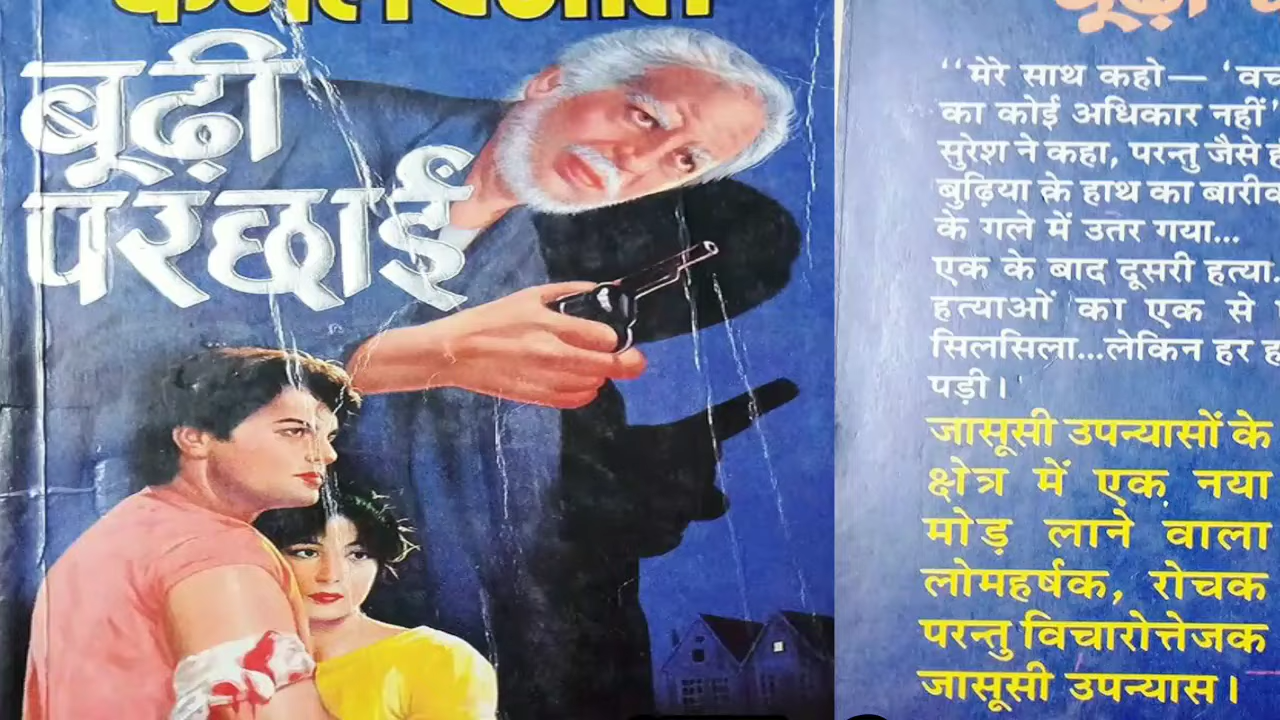 बूढ़ी
परछाई
“मेरे साथ कहो— ‘
का कोई अधिकार नहीं’
सुरेश ने कहा, परन्तु जैसे
बुढ़िया के हाथ का
के गले में उतर गया...
एक के बाद दूसरी हत्या.
हत्याओं का एक से
सिलसिला...लेकिन हर
पड़ी।
जासूसी उपन्यासों के
क्षेत्र में एक नया
मोड़ लाने वाला
लोमहर्षक, रोचक
परन्तु विचारोत्तेजक
जासूसी उपन्यास।